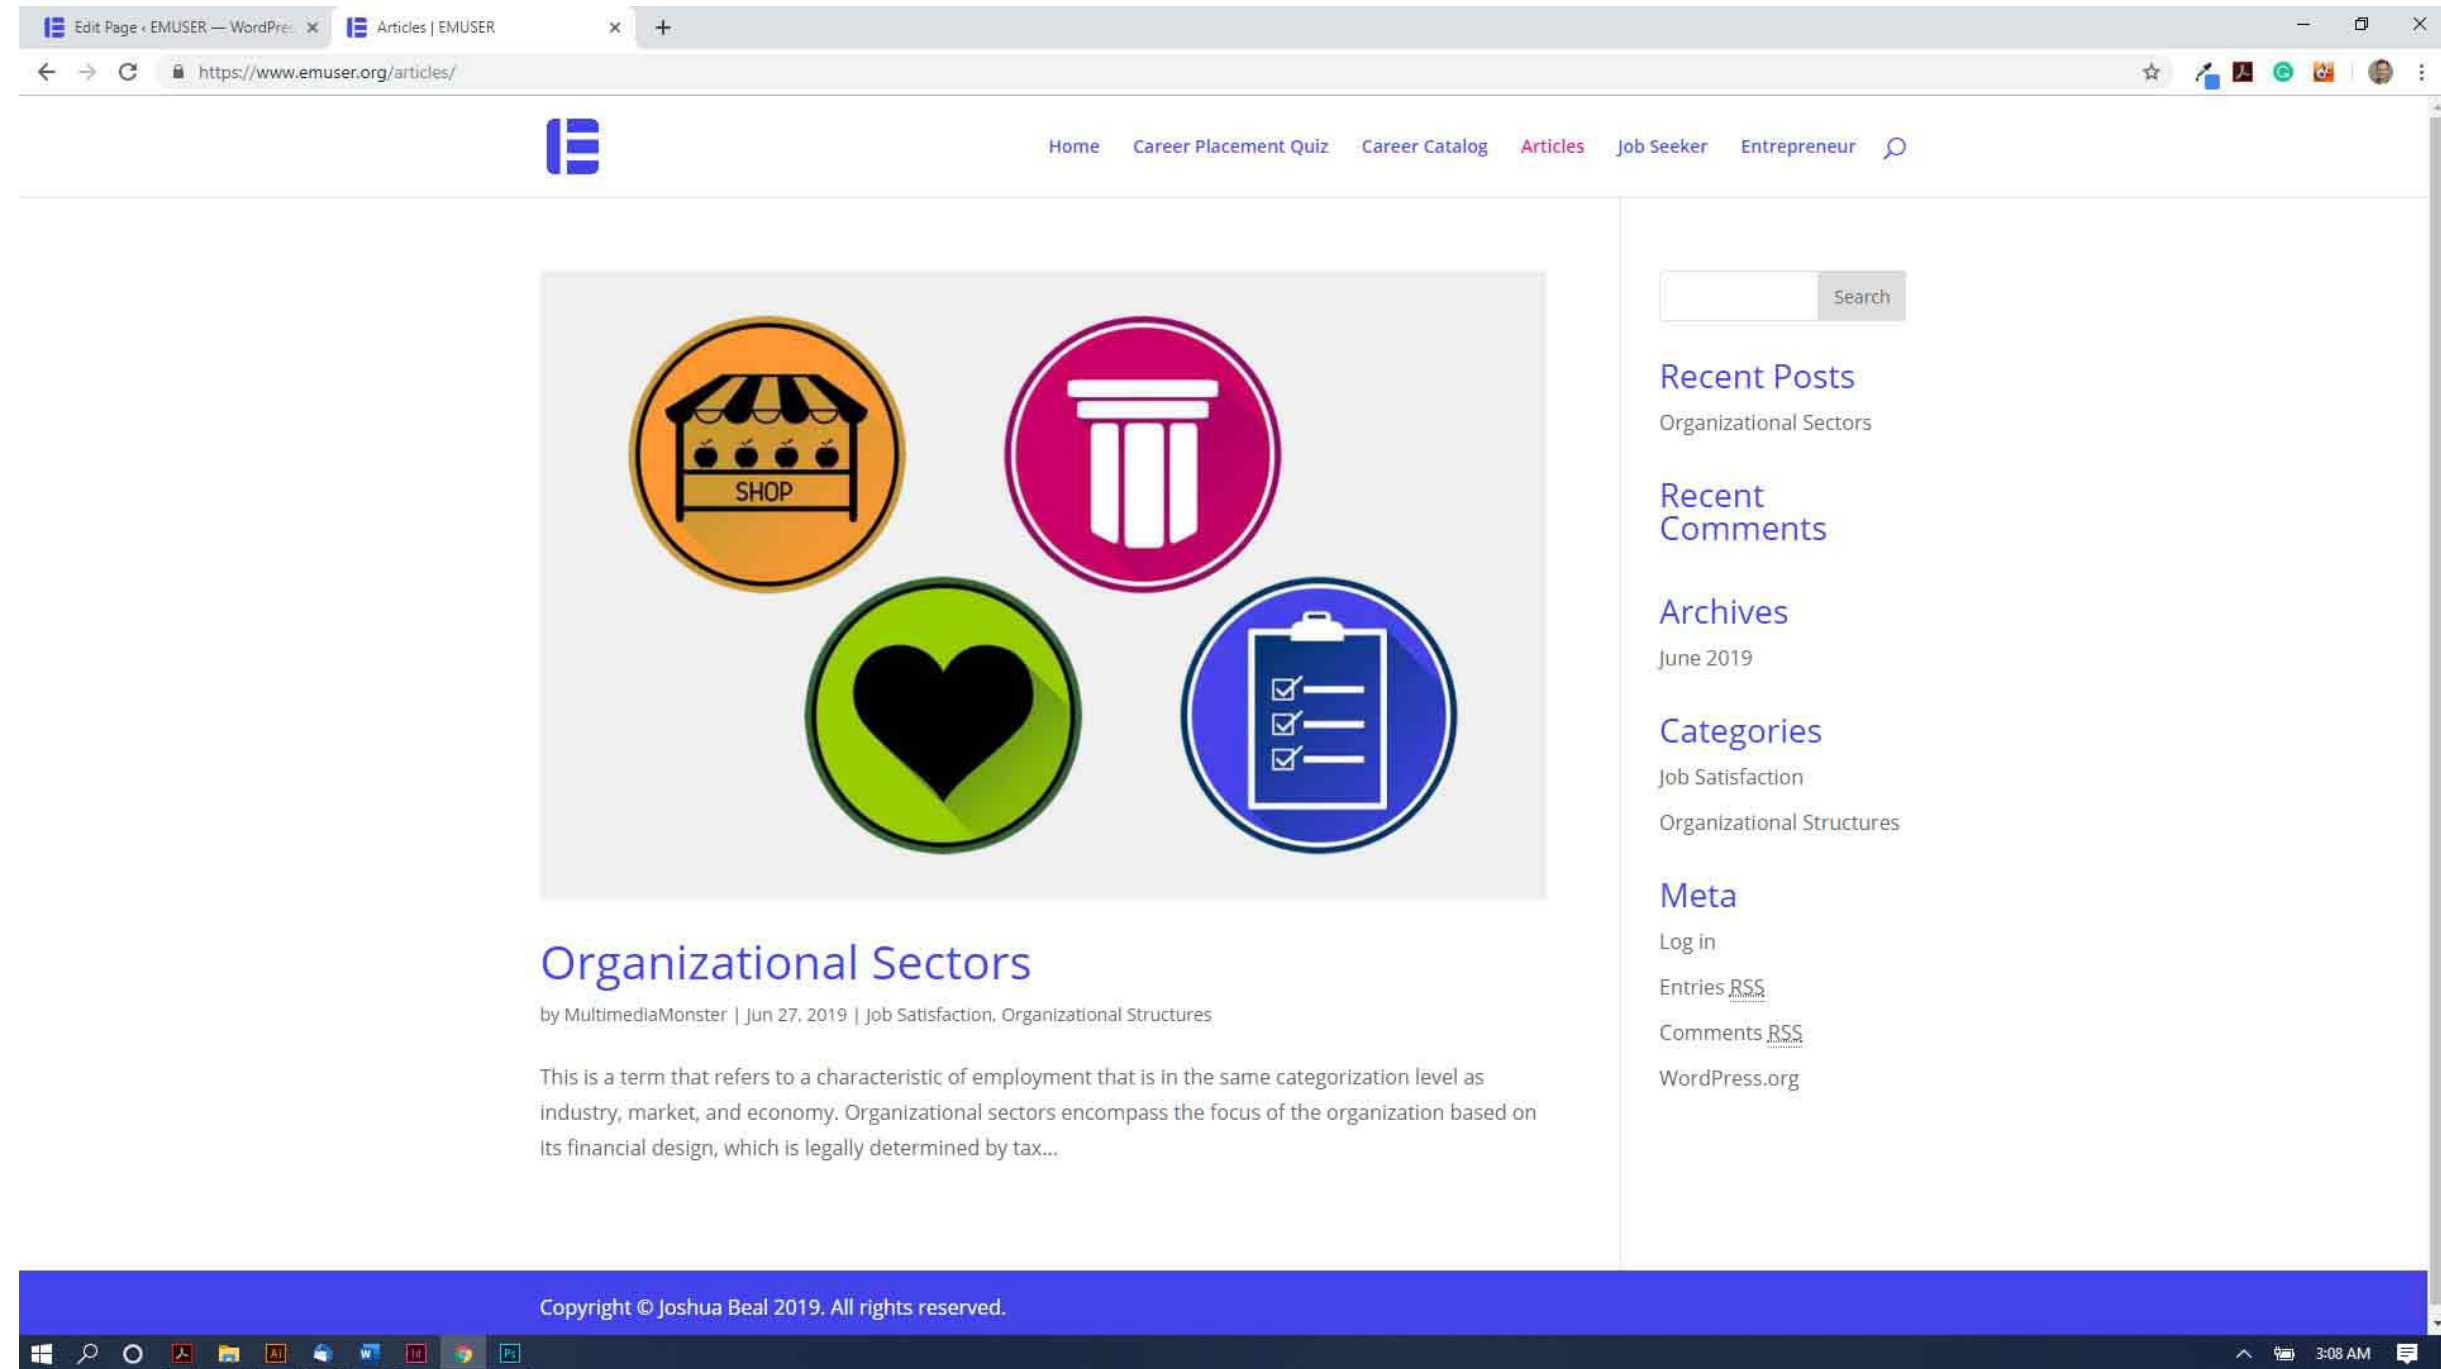 Edit Page ‹ EMUSER — WordPre
Articles | EMUSER
https://www.emuser.org/articles/
Home Career Placement Quiz Career Catalog Articles Job Seeker Entrepreneur
SHOP
Organizational Sectors
by MultimediaMonster | Jun 27, 2019 | Job Satisfaction, Organizational Structures
This is a term that refers to a characteristic of employment that is in the same categorization level as
industry, market, and economy. Organizational sectors encompass the focus of the organization based on
its financial design, which is legally determined by tax...
Search
Recent Posts
Organizational Sectors
Recent
Comments
Archives
June 2019
Categories
Job Satisfaction
Organizational Structures
Meta
Log in
Entries RSS
Comments RSS
WordPress.org
Copyright © Joshua Beal 2019. All rights reserved.
Ai
W
Id
Ps
3:08 AM